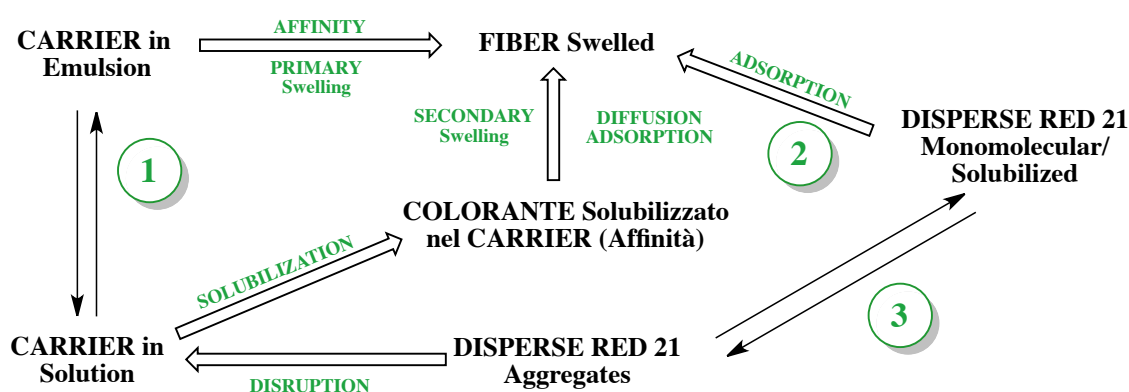 CARRIER in
Emulsion
AFFINITY
PRIMARY
Swelling
FIBER Swelled
ADSORPTION
SECONDARY
Swelling
DIFFUSION
ADSORPTION
DISPERSE RED 21
Monomolecular/
Solubilized
1
2
COLORANTE Solubilizzato
nel CARRIER (Affinità)
SOLUBILIZATION
3
CARRIER in
Solution
DISRUPTION
DISPERSE RED 21
Aggregates